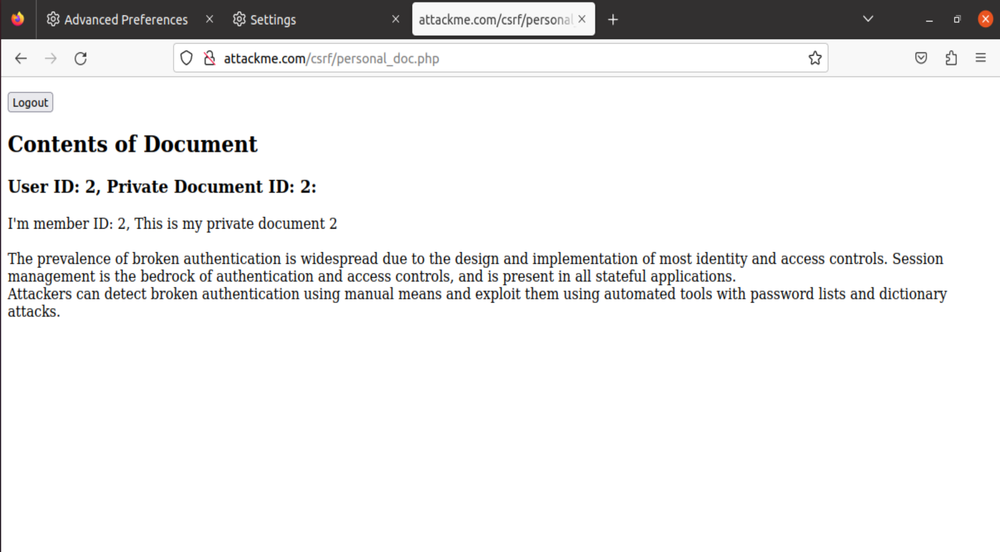 Advanced Preferences
Settings
attackme.com/csrf/personal
attackme.com/csrf/personal_doc.php
Logout
Contents of Document
User ID: 2, Private Document ID: 2:
I'm member ID: 2, This is my private document 2
The prevalence of broken authentication is widespread due to the design and implementation of most identity and access controls. Session
management is the bedrock of authentication and access controls, and is present in all stateful applications.
Attackers can detect broken authentication using manual means and exploit them using automated tools with password lists and dictionary
attacks.